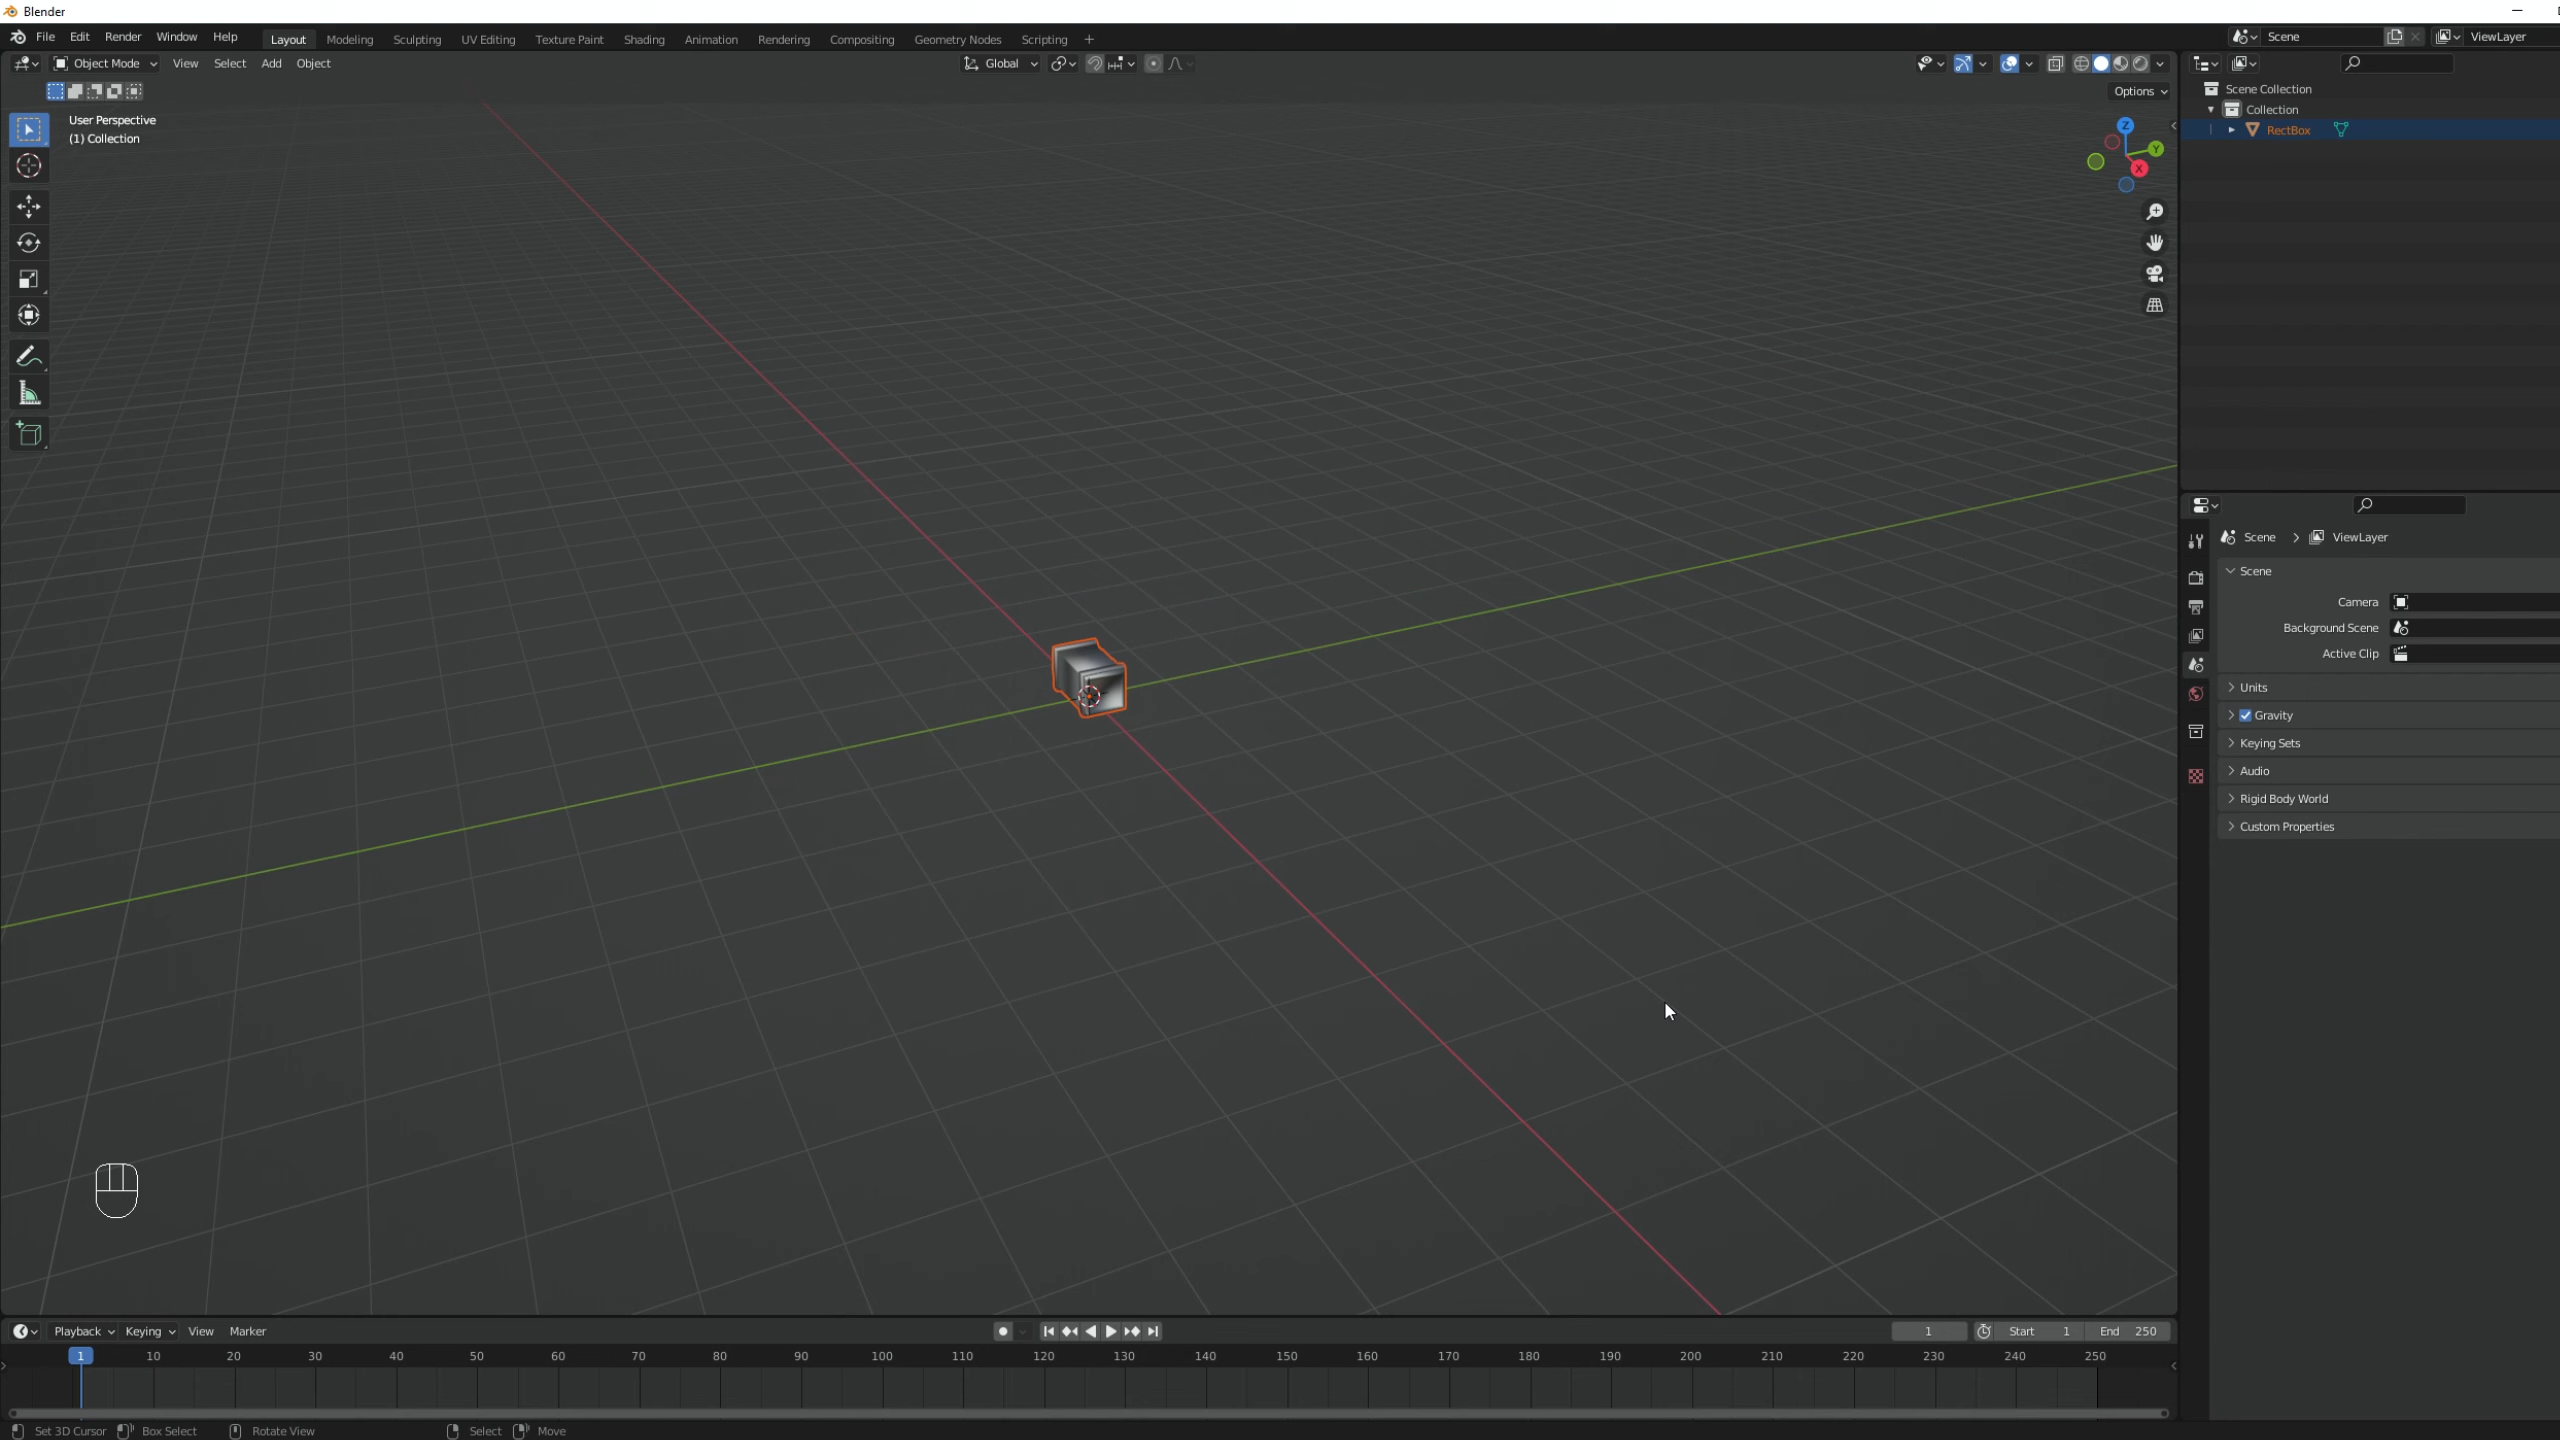 Blender
File Edit Render Window Help Layout Modeling Sculpting UV Editing Texture Paint Shading Animation Rendering Compositing Geometry Nodes Scripting + Scene ViewLayer
Object Mode View Select Add Object Global
Options
User Perspective
(1) Collection
Z
Y
X
Scene Collection
Collection
RectBox
Scene > ViewLayer
Scene
Camera
Background Scene
Active Clip
Units
Gravity
Keying Sets
Audio
Rigid Body World
Custom Properties
Playback Keying View Marker 1 Start 1 End 250
1 10 20 30 40 50 60 70 80 90 100 110 120 130 140 150 160 170 180 190 200 210 220 230 240 250
Set 3D Cursor Box Select Rotate View Select Move